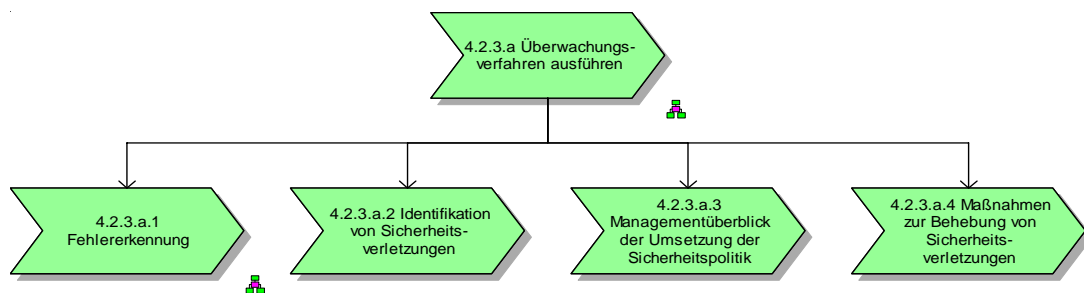 4.2.3.a Überwachungs-
verfahren ausführen
4.2.3.a.1
Fehlererkennung
4.2.3.a.2 Identifikation
von Sicherheits-
verletzungen
4.2.3.a.3
Managementüberblick
der Umsetzung der
Sicherheitspolitik
4.2.3.a.4 Maßnahmen
zur Behebung von
Sicherheits-
verletzungen